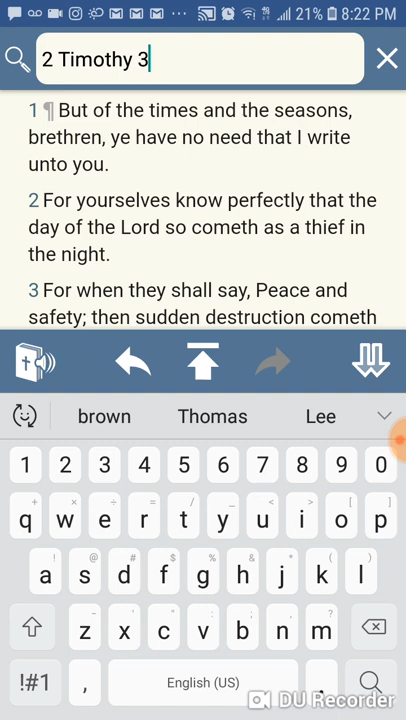 21% 8:22 PM
2 Timothy 3
1 ¶ But of the times and the seasons,
brethren, ye have no need that I write
unto you.
2 For yourselves know perfectly that the
day of the Lord so cometh as a thief in
the night.
3 For when they shall say, Peace and
safety; then sudden destruction cometh
brown Thomas Lee
1 2 3 4 5 6 7 8 9 0
+ × ÷ = / _ < > [ ]
q w e r t y u i o p
! @ # $ % ^ & * ( )
a s d f g h j k l
- ' " : ; , ?
z x c v b n m
!#1 , English (US) .
DU Recorder